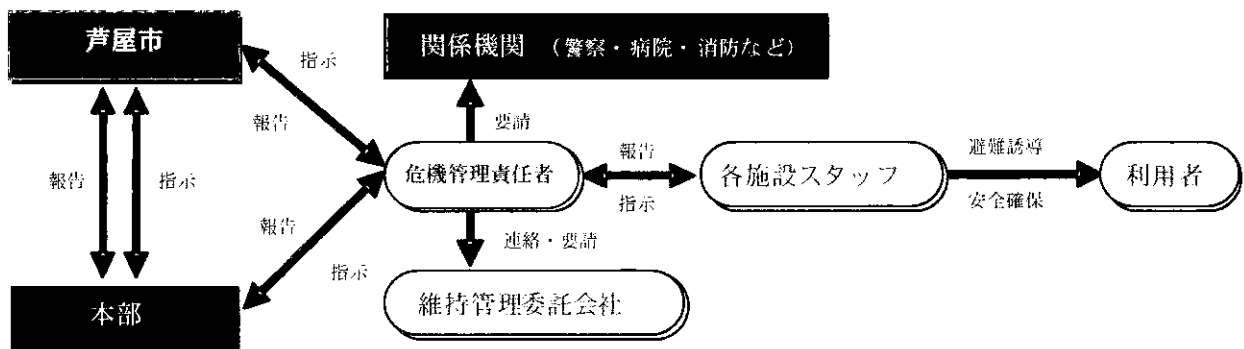 芦屋市
関係機関 (警察・病院・消防など)
指示
報告
要請
報告
指示
危機管理責任者
報告
指示
各施設スタッフ
避難誘導
安全確保
利用者
報告
指示
連絡・要請
本部
維持管理委託会社